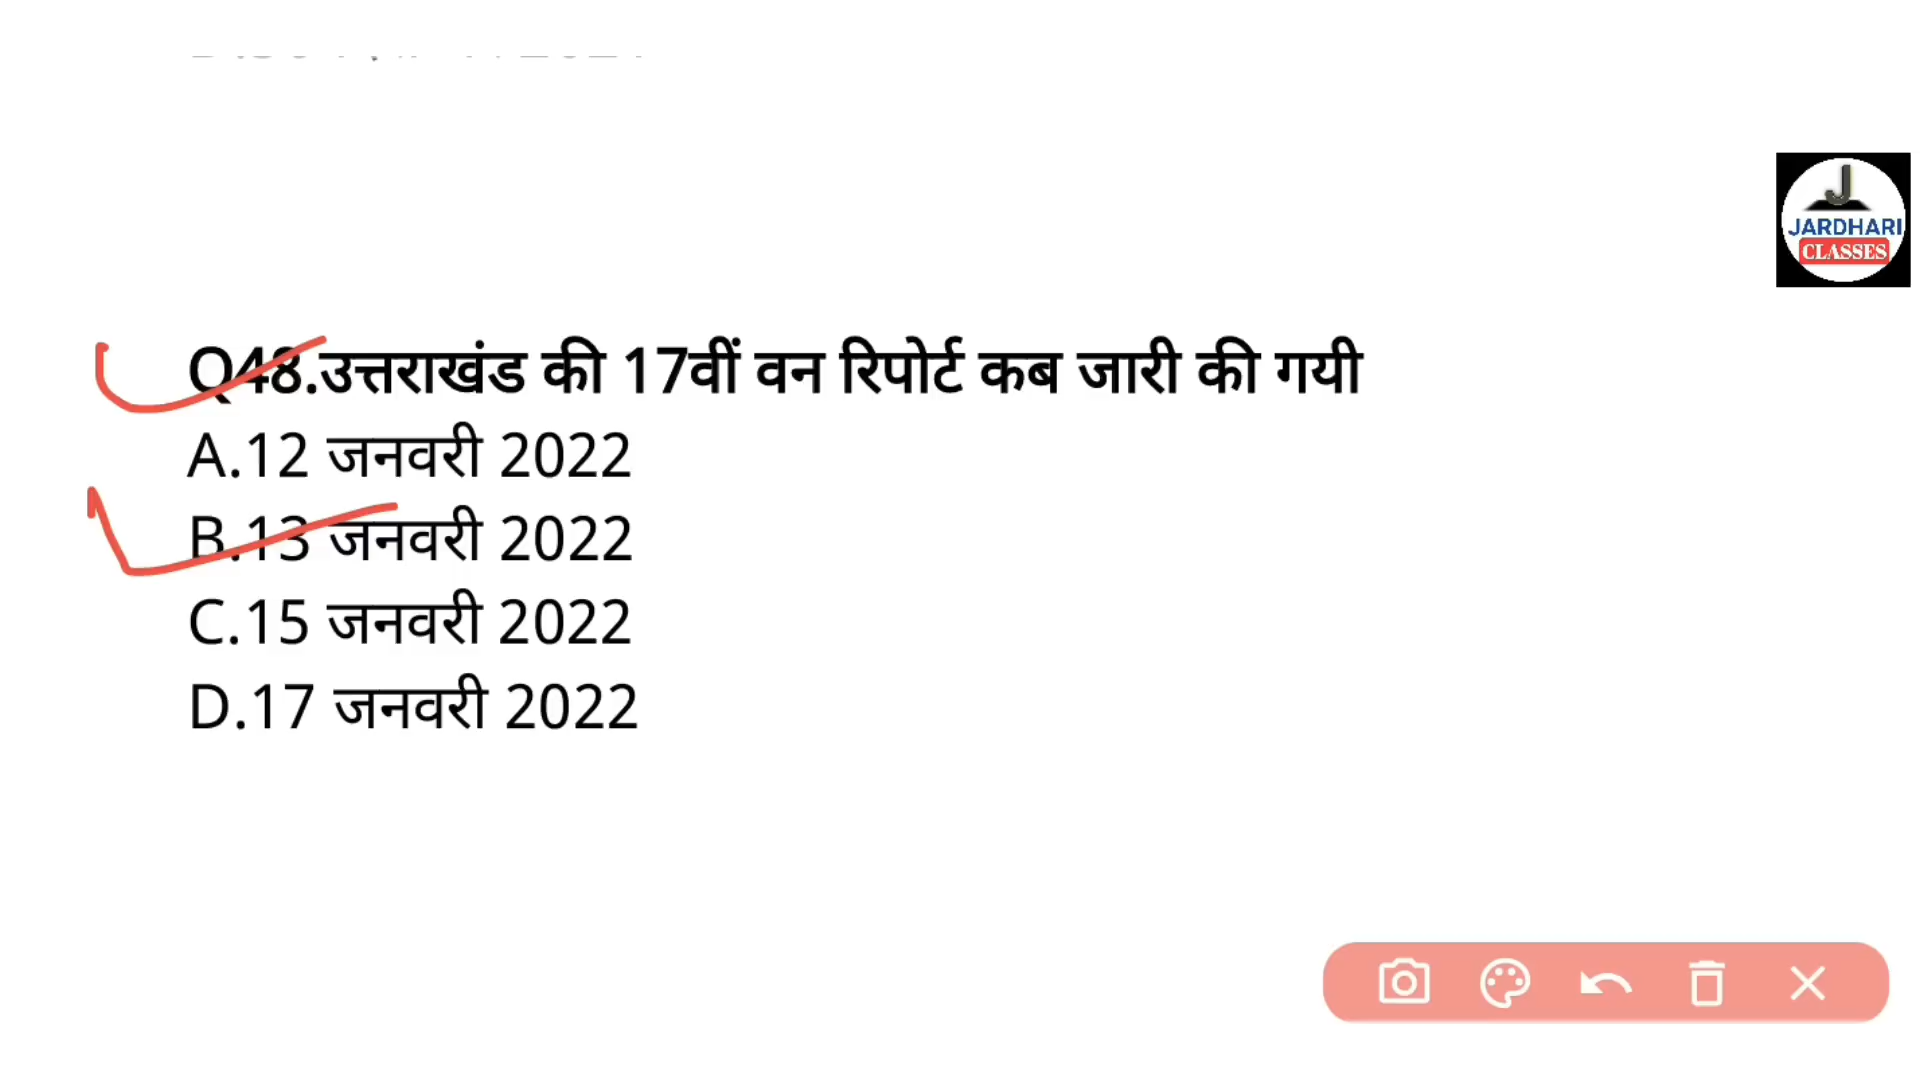 J
JARDHARI
CLASSES
Q48.उत्तराखंड की 17वीं वन रिपोर्ट कब जारी की गयी
A.12 जनवरी 2022
B.13 जनवरी 2022
C.15 जनवरी 2022
D.17 जनवरी 2022